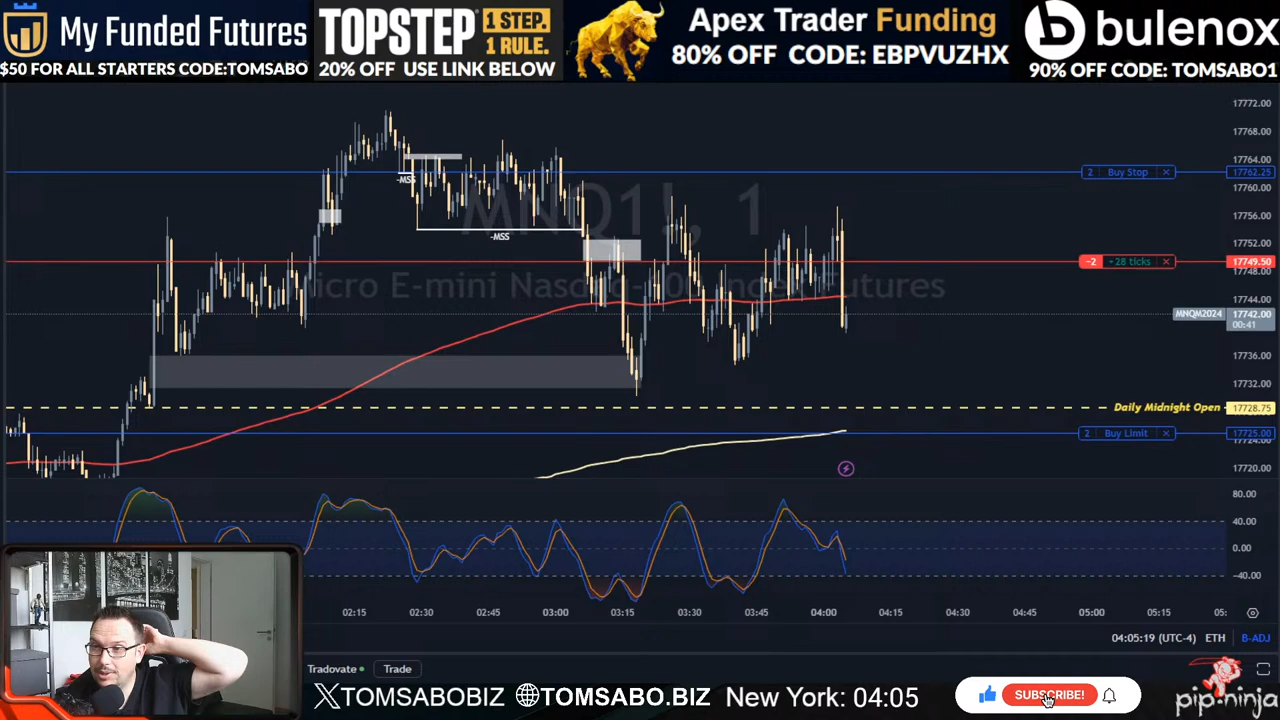 My Funded Futures
$50 FOR ALL STARTERS CODE:TOMSABO
TOPSTEP
1 STEP.
1 RULE.
20% OFF USE LINK BELOW
Apex Trader Funding
80% OFF CODE: EBPVUZHX
bulenox
90% OFF CODE: TOMSABO1
17772.00
17768.00
17764.00
2 Buy Stop × 17762.25
17760.00
17756.00
17752.00
-2 +28 ticks × 17749.50
17748.00
17744.00
MNQM2024 17742.00
00:41
17736.00
17732.00
Daily Midnight Open 17728.75
2 Buy Limit × 17725.00
17724.00
17720.00
-MSS
-MSS
MNQ1!, 1
Micro E-mini Nasdaq-100 Index Futures
80.00
40.00
0.00
-40.00
02:15 02:30 02:45 03:00 03:15 03:30 03:45 04:00 04:15 04:30 04:45 05:00 05:15 05:
04:05:19 (UTC-4) ETH B-ADJ
Tradovate Trade
TOMSABOBIZ TOMSABO.BIZ New York: 04:05 SUBSCRIBE!
pip.ninja